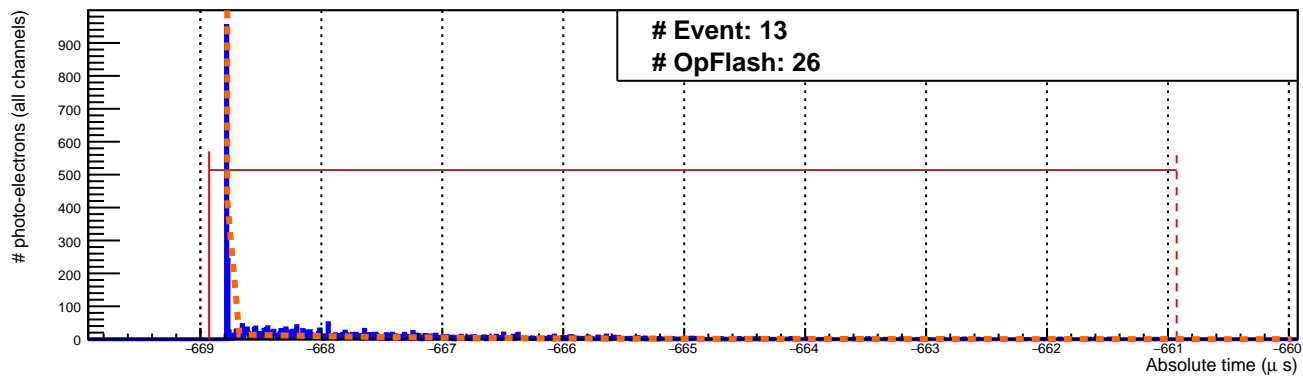 # Event: 13
# OpFlash: 26
# photo-electrons (all channels)
900
800
700
600
500
400
300
200
100
0
−669 −668 −667 −666 −665 −664 −663 −662 −661 −660
Absolute time (μ s)